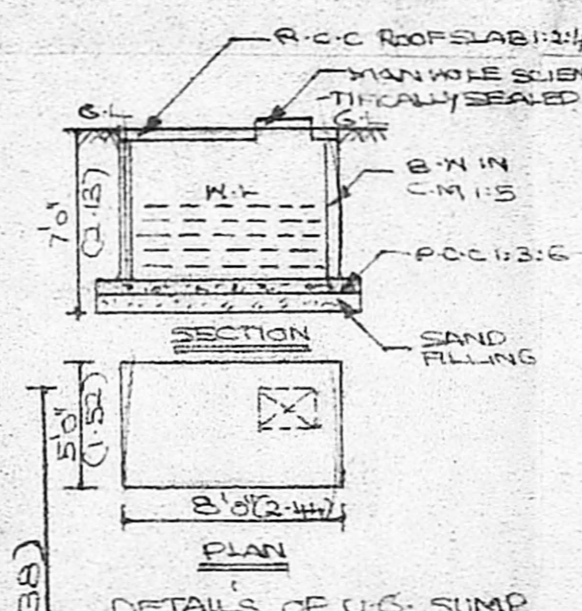 R.C.C ROOF SLAB 1:2:4
MAN HOLE SCIEN
-TIFICALLY SEALED
G.L
G.L
B.W IN
C.M 1:5
W.L
7'0"
(2.13)
P.C.C 1:3:6
SECTION
SAND
FILLING
5'0"
(1.52)
8'0"(2.44)
PLAN
38)
DETAILS OF U.G. SUMP